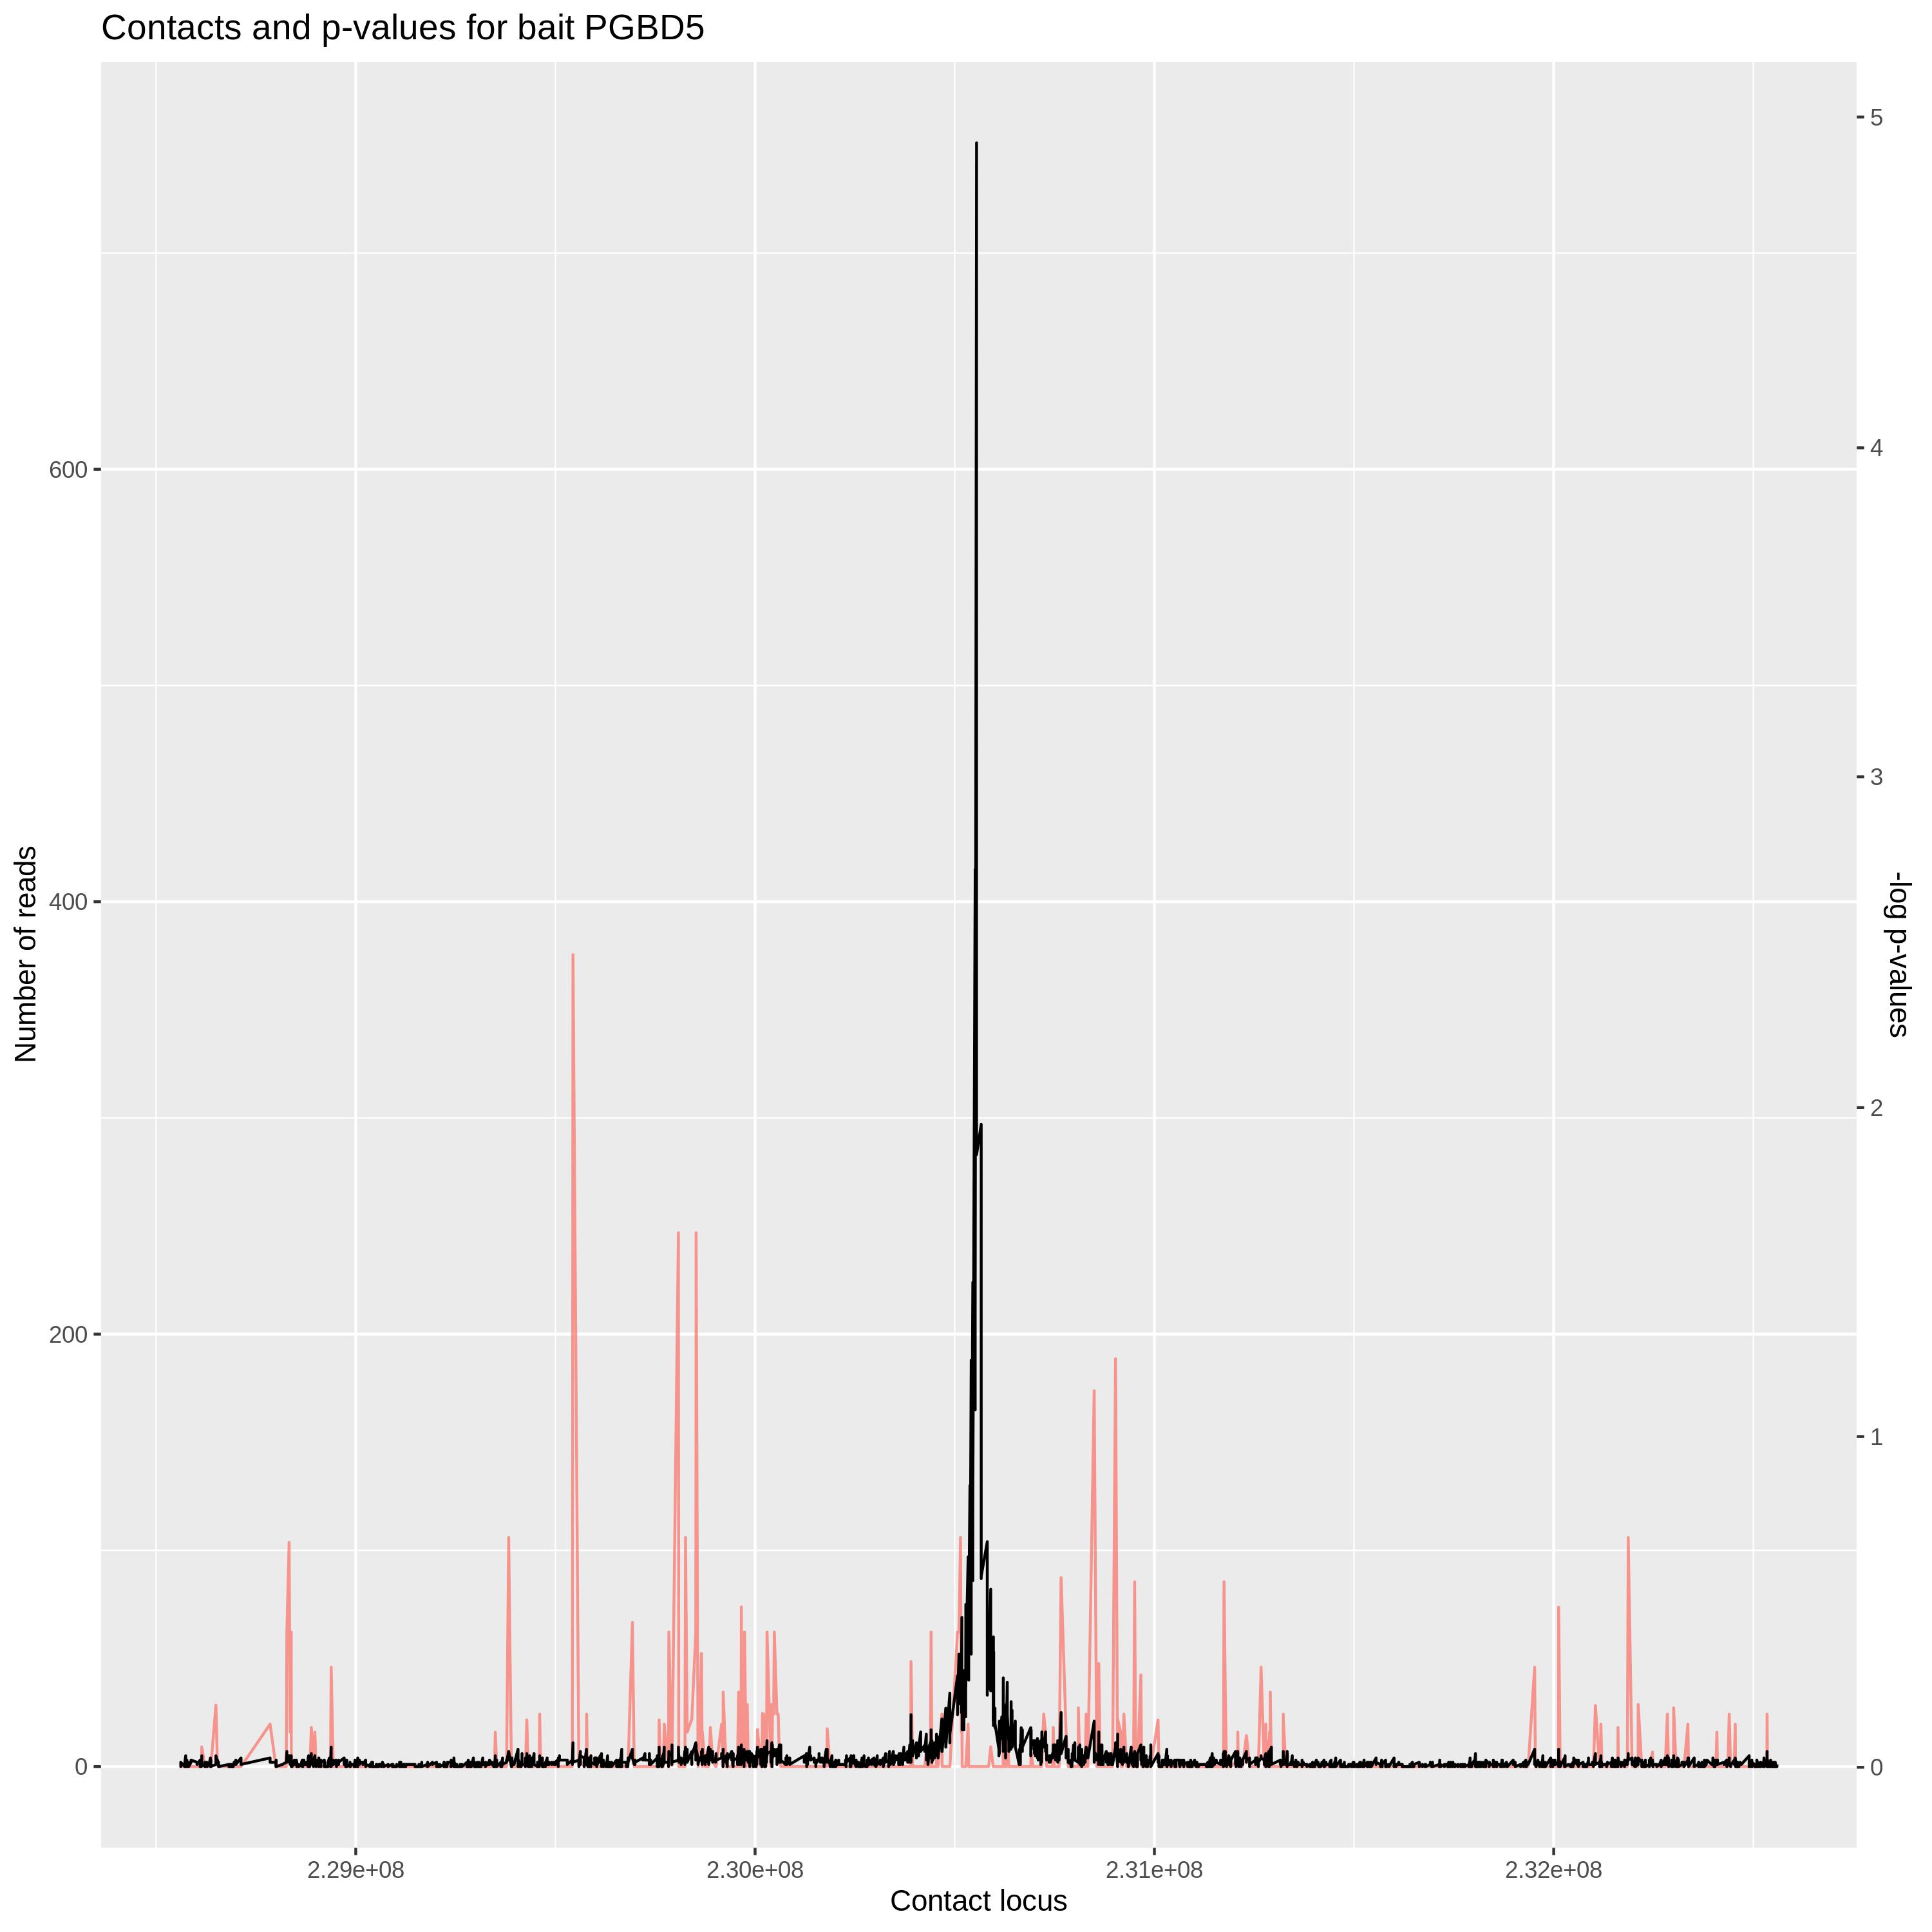 Contacts and p-values for bait PGBD5
5
4
600
3
Number of reads
400
-log p-values
2
200
1
0
0
2.29e+08
2.30e+08
2.31e+08
2.32e+08
Contact locus